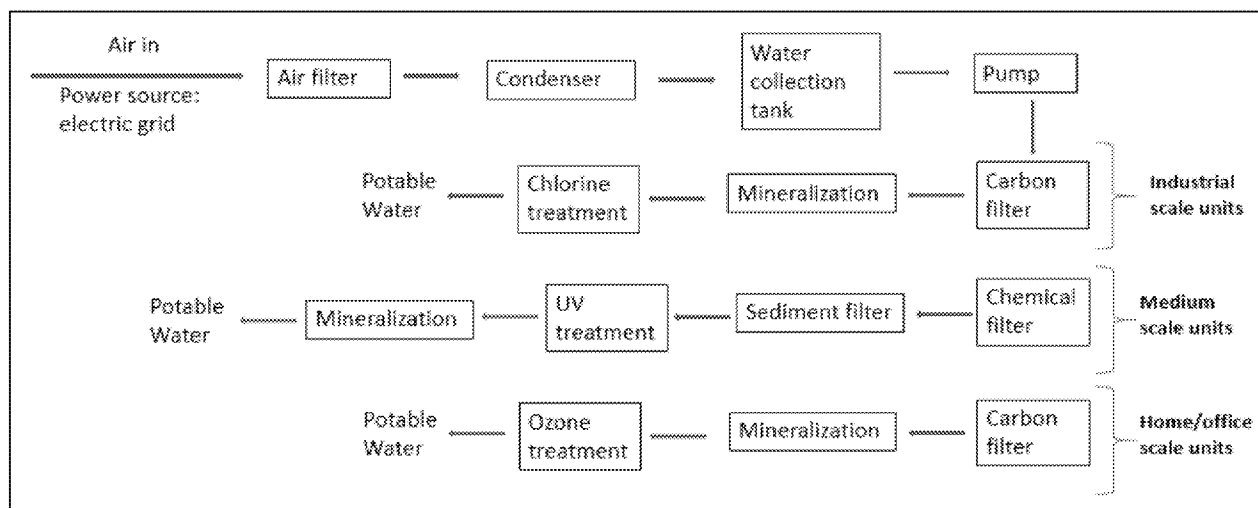 Air in
Power source:
electric grid
Air filter
Condenser
Water
collection
tank
Pump
Potable
Water
Chlorine
treatment
Mineralization
Carbon
filter
Industrial
scale units
Potable
Water
Mineralization
UV
treatment
Sediment filter
Chemical
filter
Medium
scale units
Potable
Water
Ozone
treatment
Mineralization
Carbon
filter
Home/office
scale units